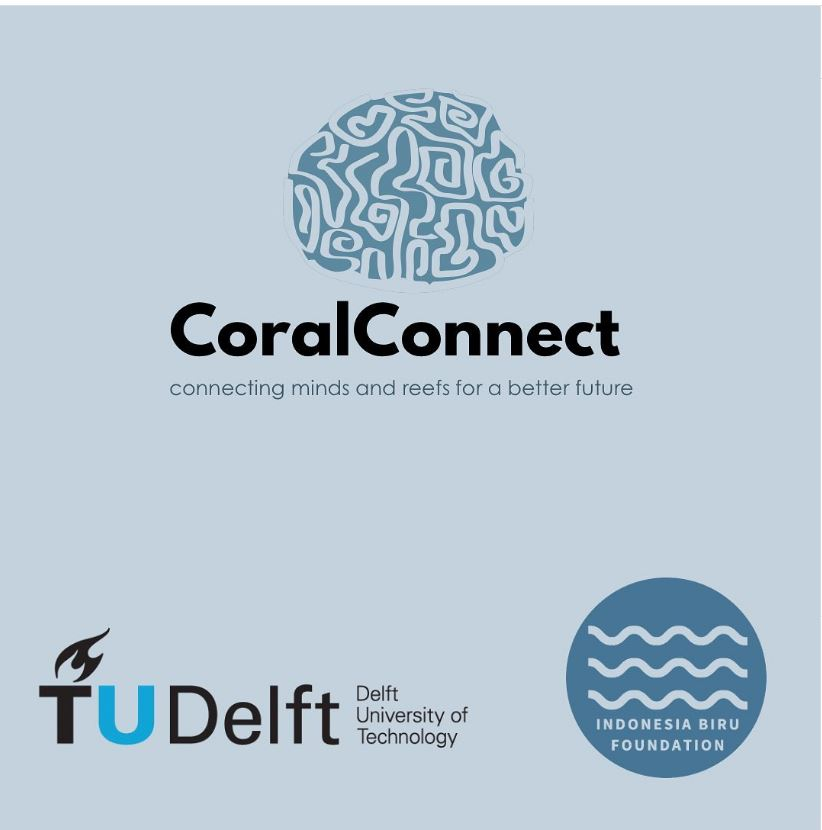 CoralConnect
connecting minds and reefs for a better future
TUDelft
Delft
University of
Technology
INDONESIA BIRU
FOUNDATION